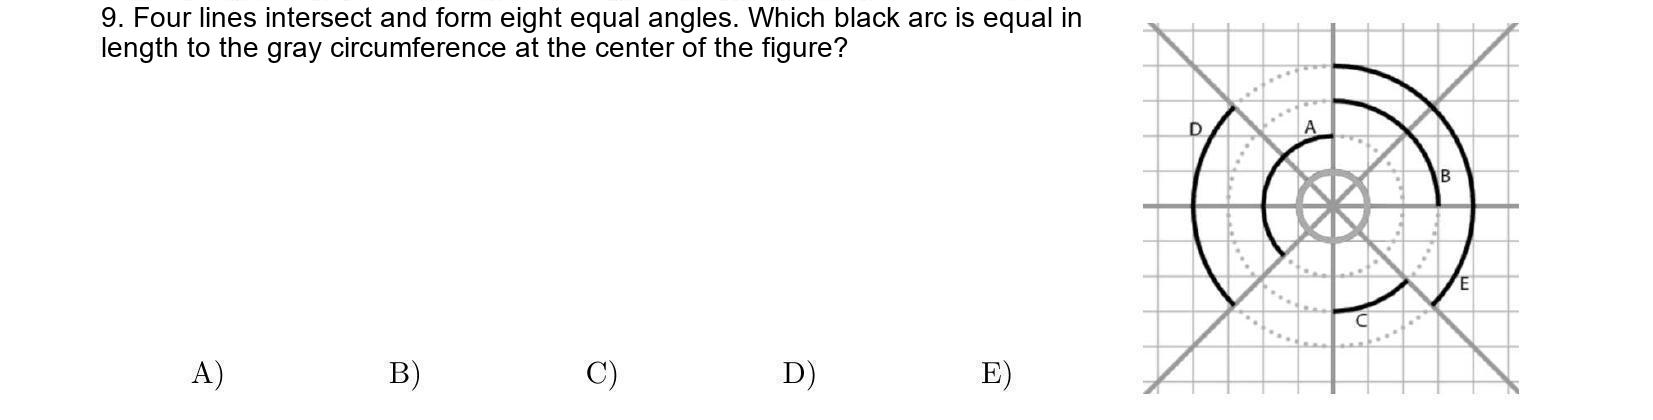 9. Four lines intersect and form eight equal angles. Which black arc is equal in
length to the gray circumference at the center of the figure?
D
A
B
E
C
A) B) C) D) E)